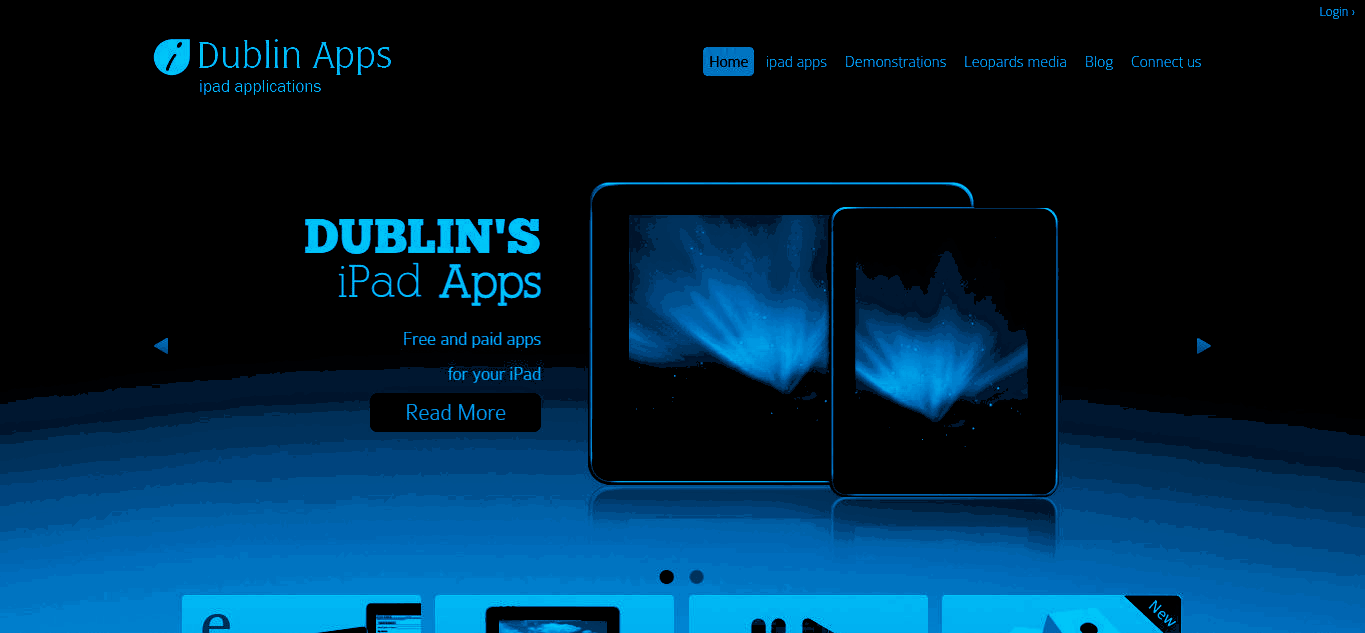 Login ›
Dublin Apps
ipad applications
Home ipad apps Demonstrations Leopards media Blog Connect us
DUBLIN'S
iPad Apps
Free and paid apps
for your iPad
Read More
e
New